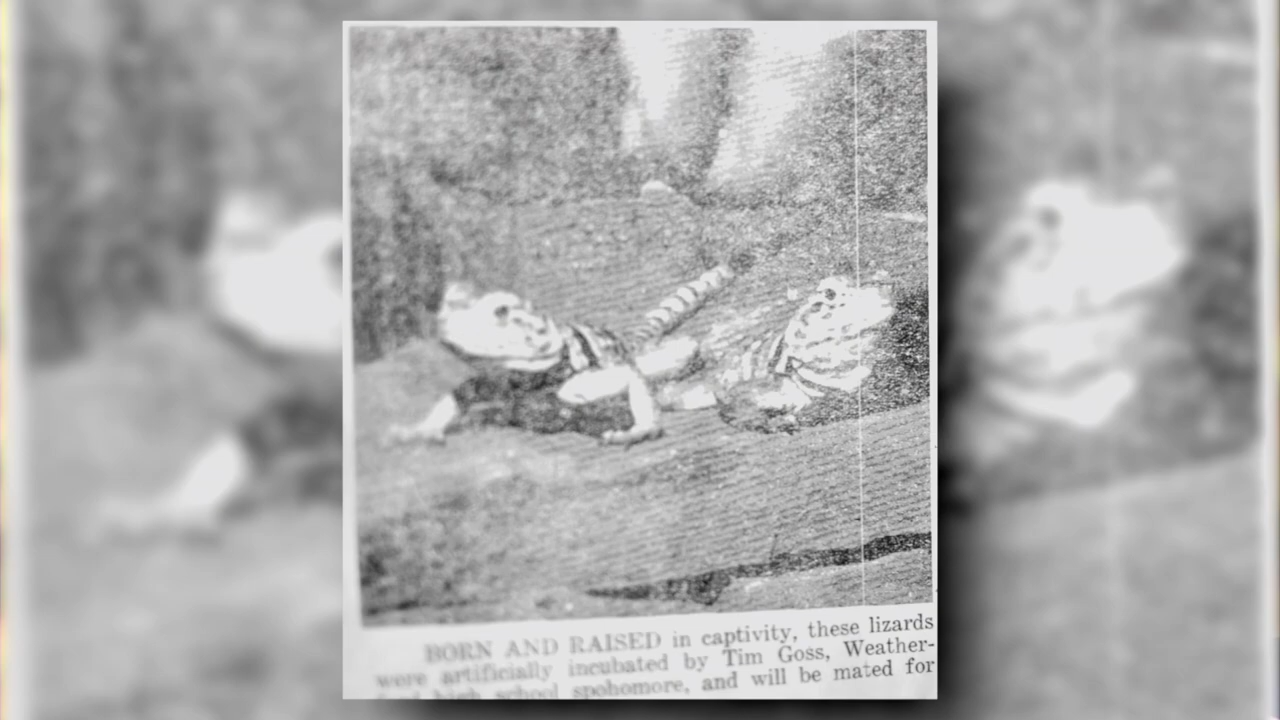 BORN AND RAISED in captivity, these lizards
were artificially incubated by Tim Goss, Weather-
high school spohomore, and will be mated for